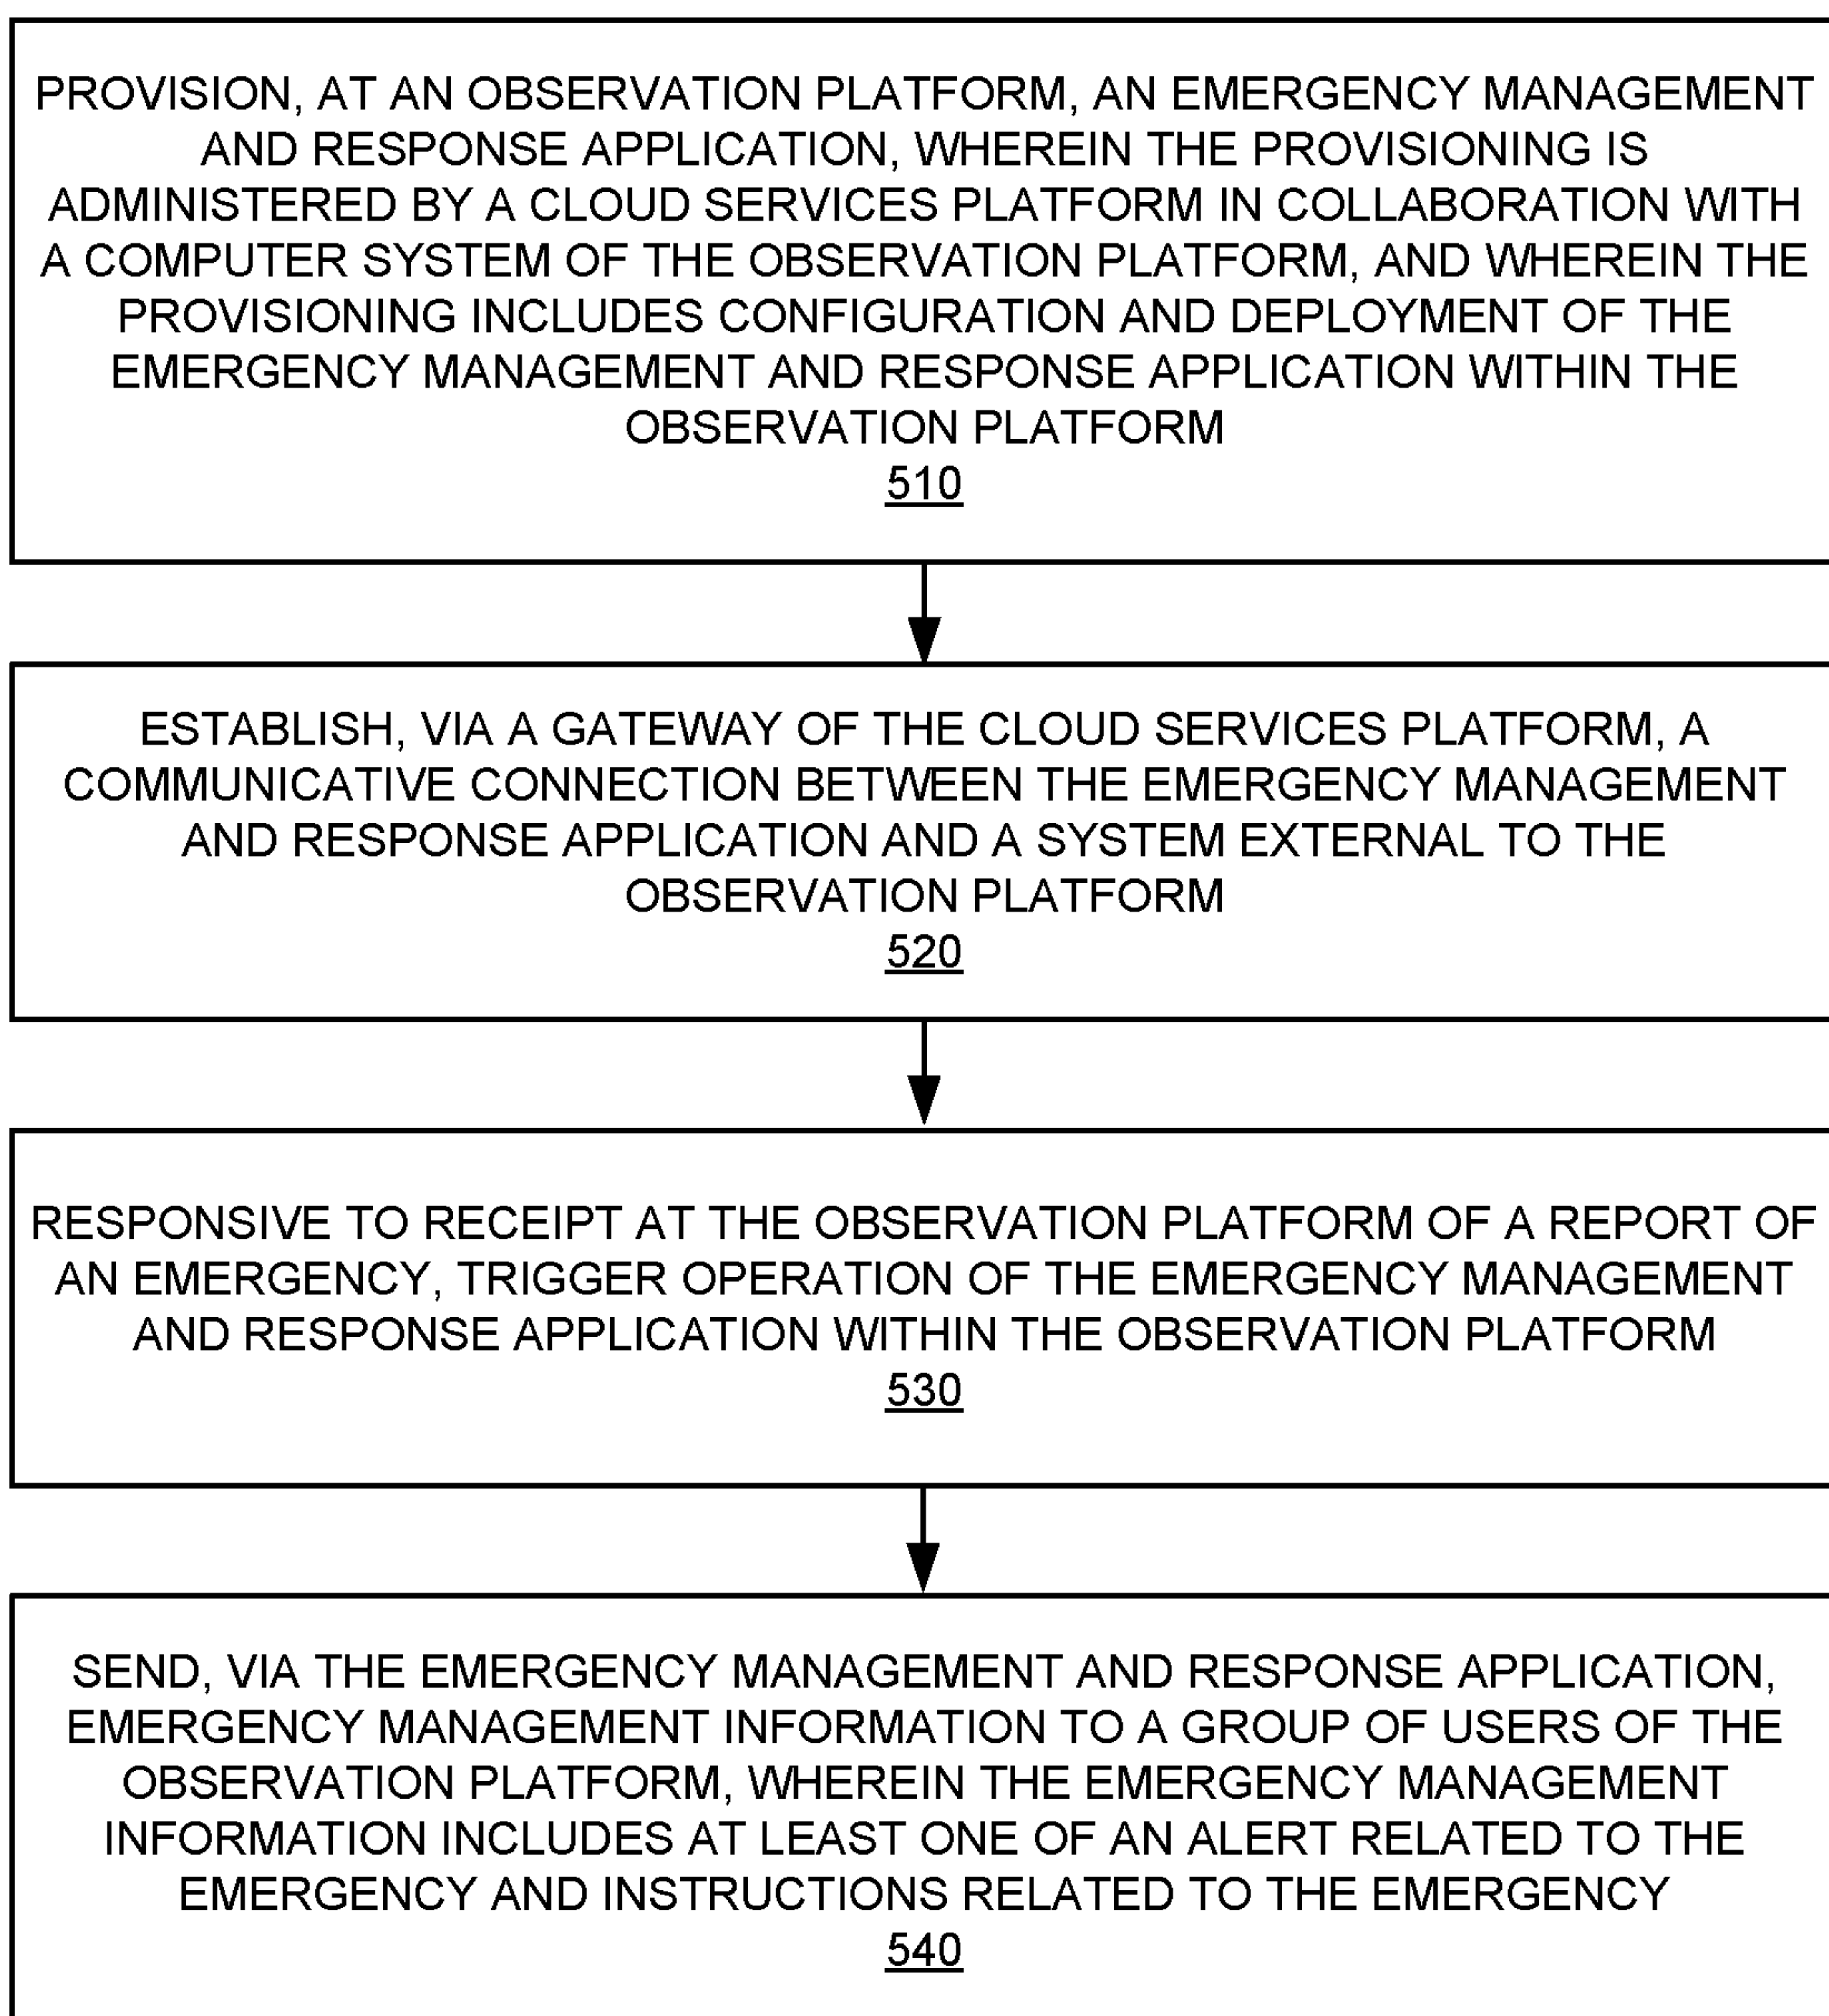 PROVISION, AT AN OBSERVATION PLATFORM, AN EMERGENCY MANAGEMENT
AND RESPONSE APPLICATION, WHEREIN THE PROVISIONING IS
ADMINISTERED BY A CLOUD SERVICES PLATFORM IN COLLABORATION WITH
A COMPUTER SYSTEM OF THE OBSERVATION PLATFORM, AND WHEREIN THE
PROVISIONING INCLUDES CONFIGURATION AND DEPLOYMENT OF THE
EMERGENCY MANAGEMENT AND RESPONSE APPLICATION WITHIN THE
OBSERVATION PLATFORM
510
ESTABLISH, VIA A GATEWAY OF THE CLOUD SERVICES PLATFORM, A
COMMUNICATIVE CONNECTION BETWEEN THE EMERGENCY MANAGEMENT
AND RESPONSE APPLICATION AND A SYSTEM EXTERNAL TO THE
OBSERVATION PLATFORM
520
RESPONSIVE TO RECEIPT AT THE OBSERVATION PLATFORM OF A REPORT OF
AN EMERGENCY, TRIGGER OPERATION OF THE EMERGENCY MANAGEMENT
AND RESPONSE APPLICATION WITHIN THE OBSERVATION PLATFORM
530
SEND, VIA THE EMERGENCY MANAGEMENT AND RESPONSE APPLICATION,
EMERGENCY MANAGEMENT INFORMATION TO A GROUP OF USERS OF THE
OBSERVATION PLATFORM, WHEREIN THE EMERGENCY MANAGEMENT
INFORMATION INCLUDES AT LEAST ONE OF AN ALERT RELATED TO THE
EMERGENCY AND INSTRUCTIONS RELATED TO THE EMERGENCY
540